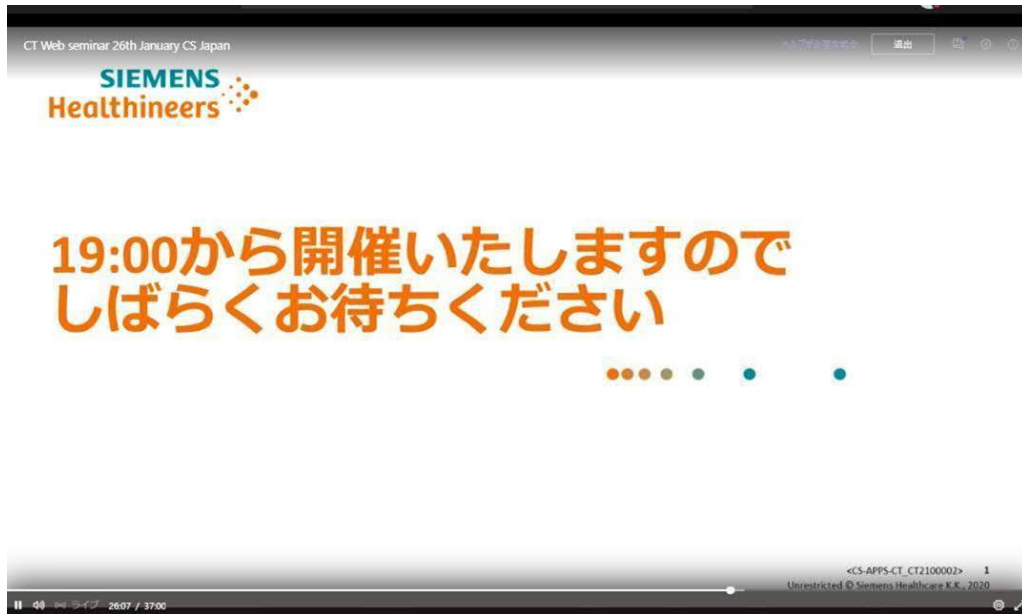 CT Web seminar 26th January CS Japan
退出
SIEMENS
Healthineers
19:00から開催いたしますので
しばらくお待ちください
<CS-APPS-CT_CT2100002> 1
Unrestricted © Siemens Healthcare K.K., 2020
ライブ 26:07 / 37:00